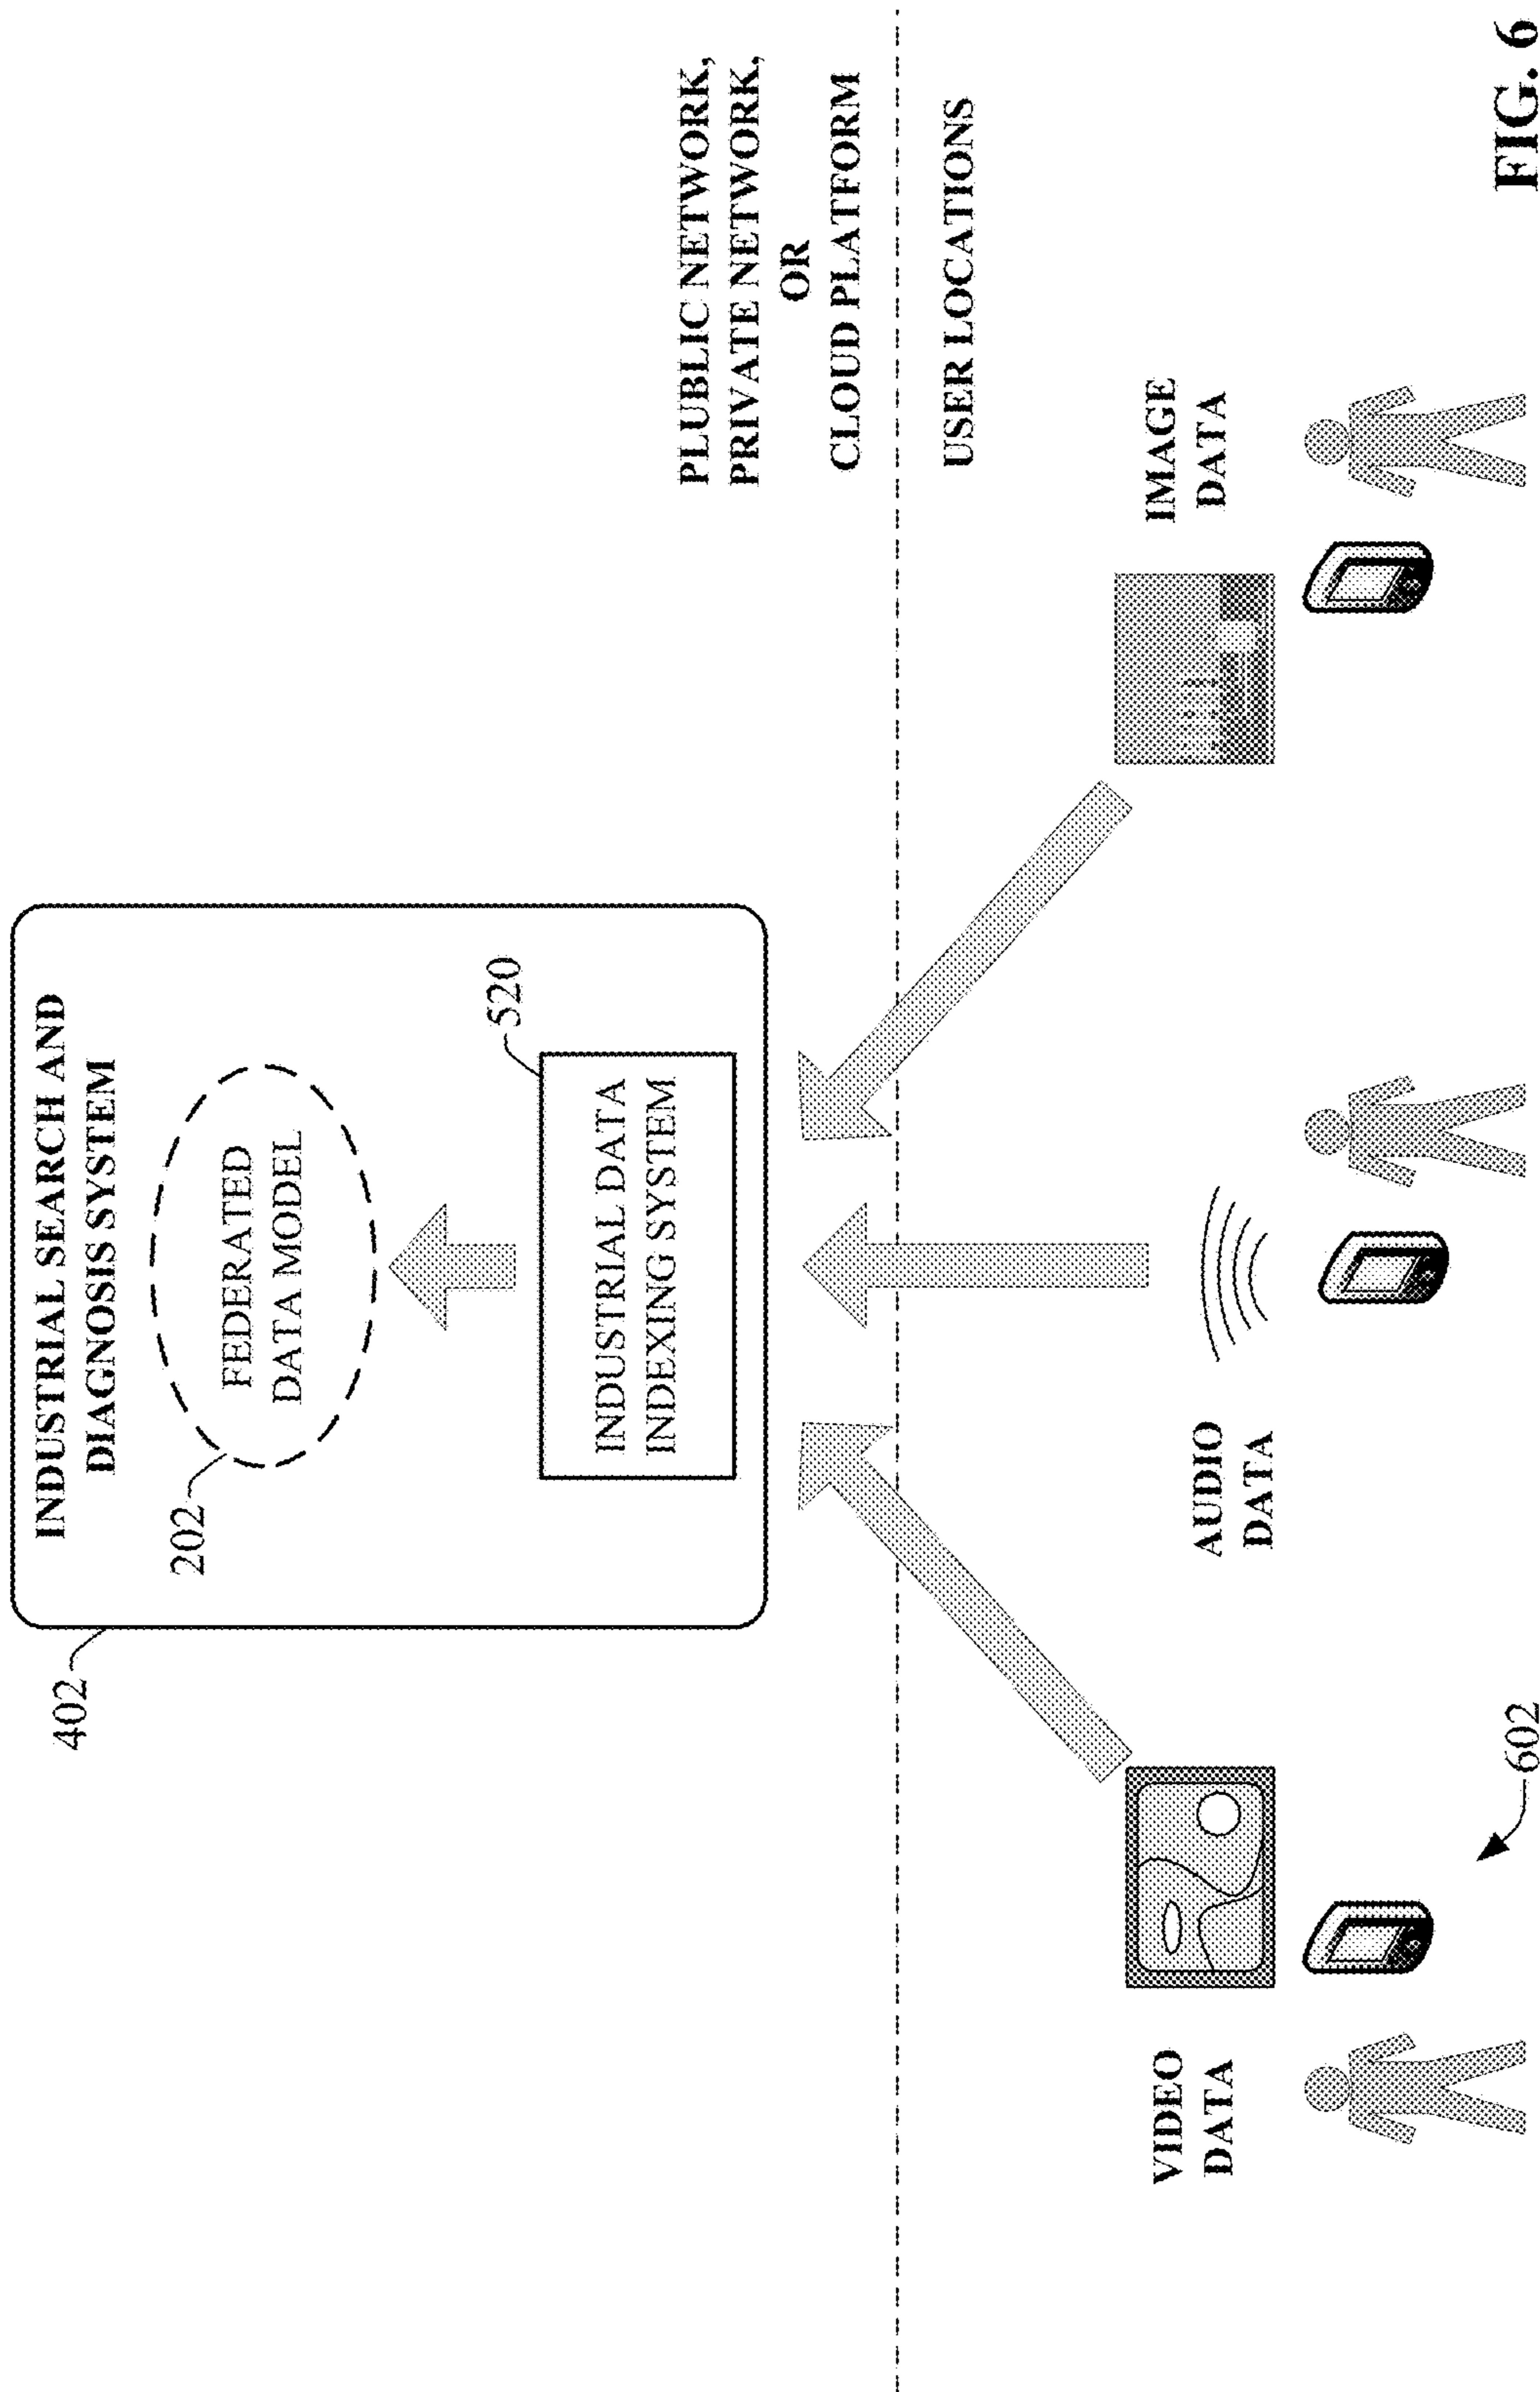 INDUSTRIAL SEARCH AND
DIAGNOSIS SYSTEM
402
202
FEDERATED
DATA MODEL
520
INDUSTRIAL DATA
INDEXING SYSTEM
PLUBLIC NETWORK,
PRIVATE NETWORK,
OR
CLOUD PLATFORM
USER LOCATIONS
VIDEO
DATA
AUDIO
DATA
IMAGE
DATA
602
FIG. 6